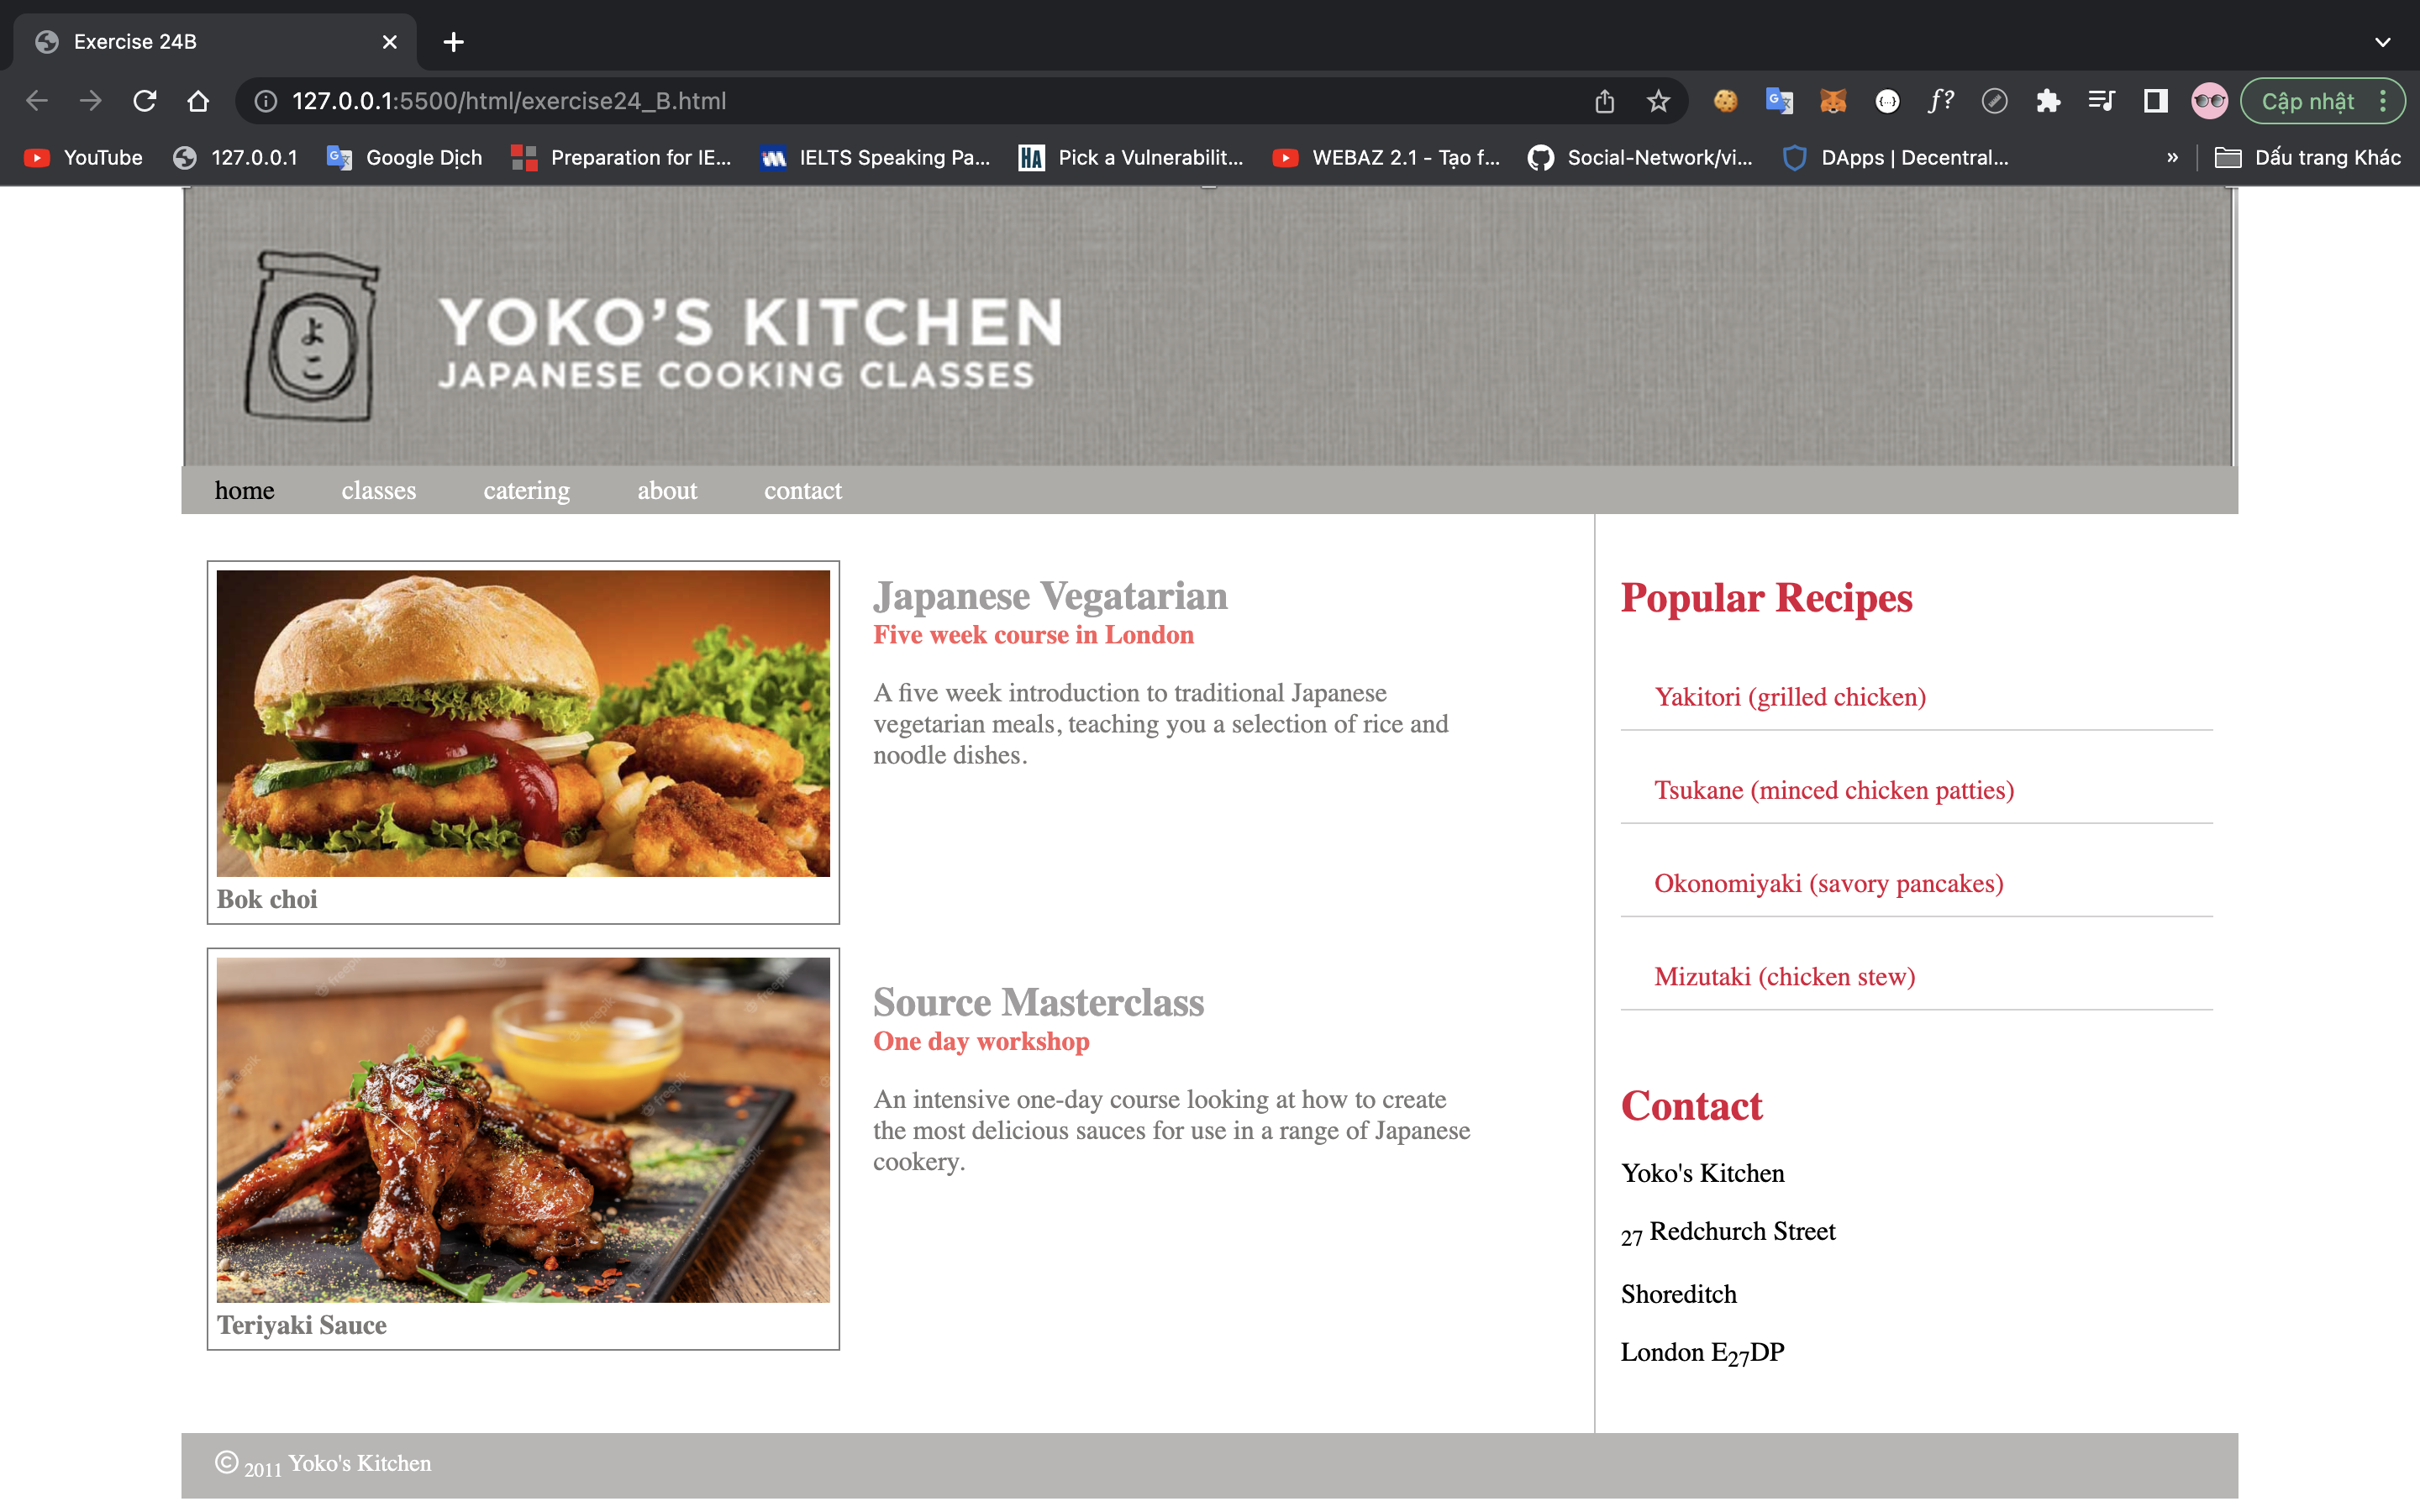 Exercise 24B
127.0.0.1:5500/html/exercise24_B.html
f?
Cập nhật
YouTube
127.0.0.1
Google Dịch
Preparation for IE...
IELTS Speaking Pa...
HA
Pick a Vulnerabilit...
WEBAZ 2.1 - Tạo f...
Social-Network/vi...
DApps | Decentral...
»
Dấu trang Khác
よこ
YOKO’S KITCHEN
JAPANESE COOKING CLASSES
home classes catering about contact
Japanese Vegatarian
Five week course in London
A five week introduction to traditional Japanese
vegetarian meals, teaching you a selection of rice and
noodle dishes.
Bok choi
Source Masterclass
One day workshop
An intensive one-day course looking at how to create
the most delicious sauces for use in a range of Japanese
cookery.
Teriyaki Sauce
Popular Recipes
Yakitori (grilled chicken)
Tsukane (minced chicken patties)
Okonomiyaki (savory pancakes)
Mizutaki (chicken stew)
Contact
Yoko's Kitchen
27 Redchurch Street
Shoreditch
London E27DP
© 2011 Yoko's Kitchen